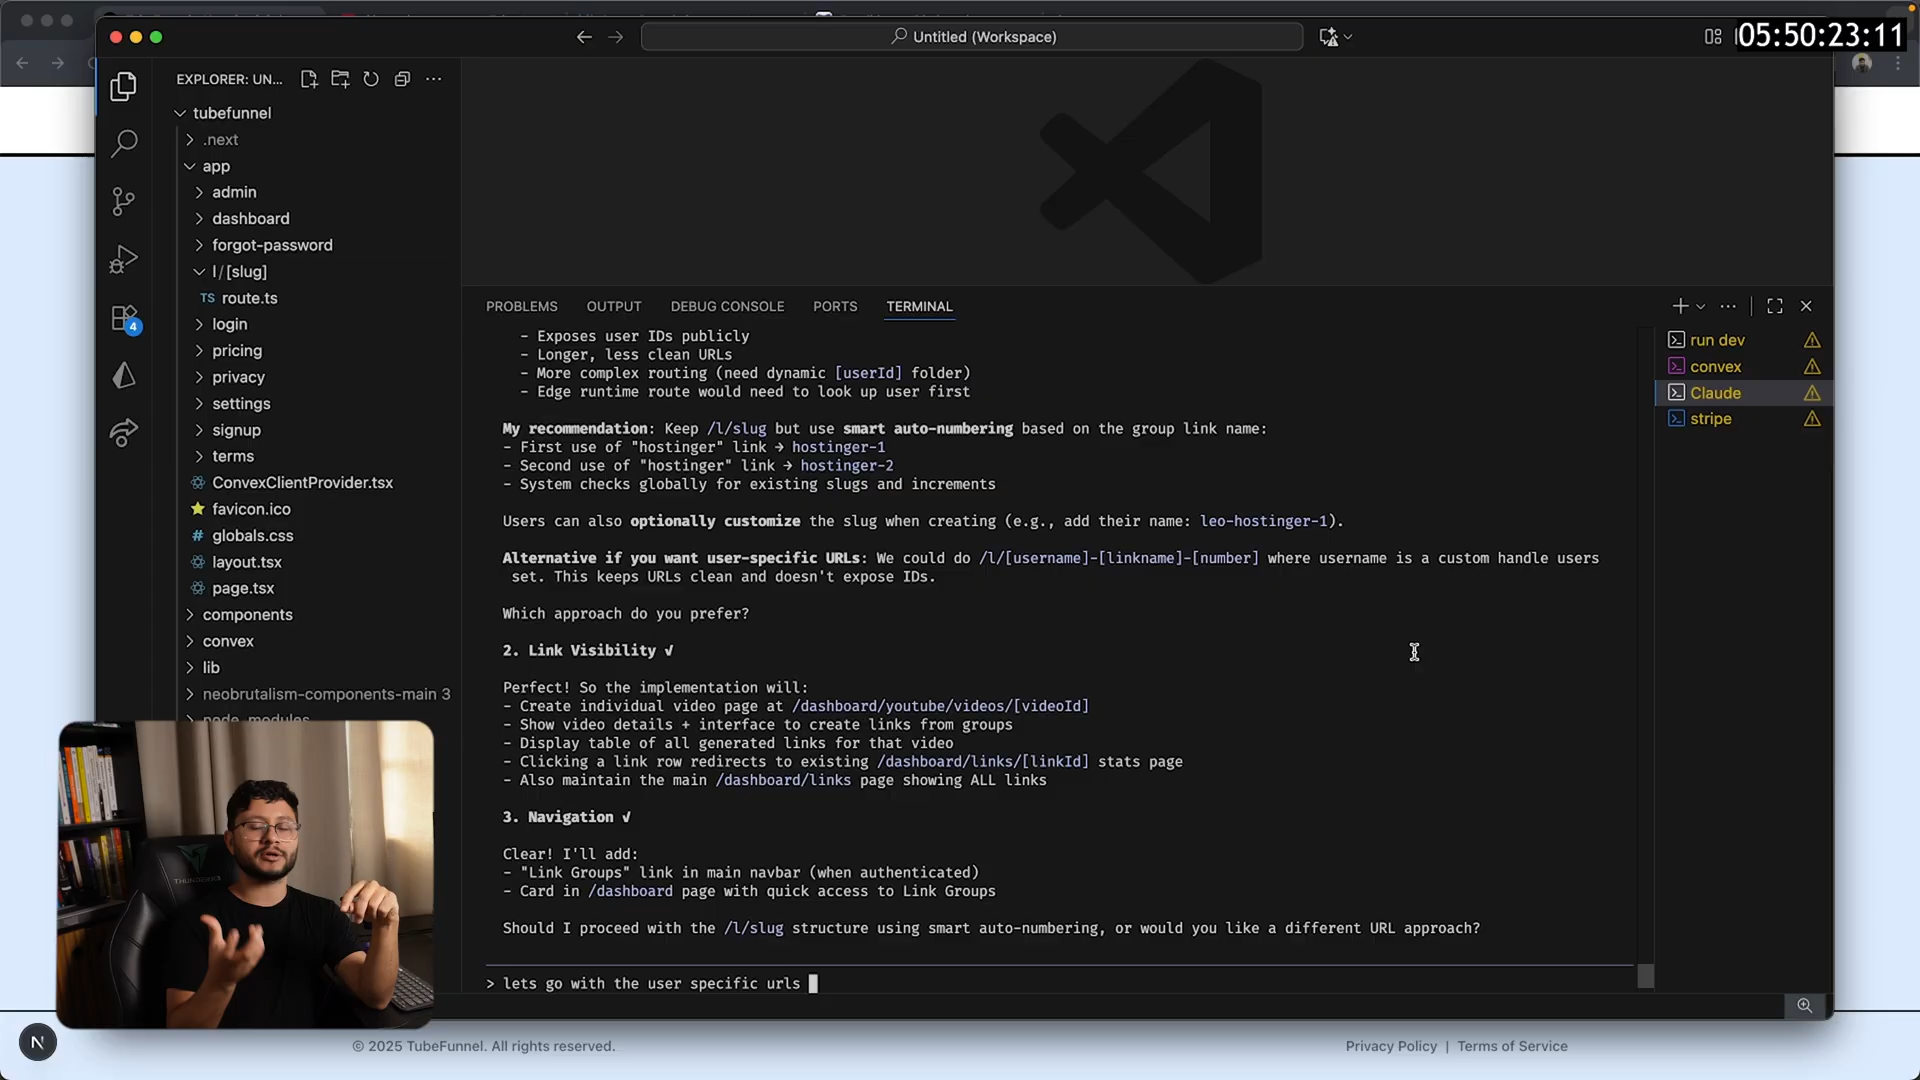 Untitled (Workspace)
05:50:23:11
EXPLORER: UN...
tubefunnel
.next
app
admin
dashboard
forgot-password
l/[slug]
TS route.ts
login
pricing
privacy
settings
signup
terms
ConvexClientProvider.tsx
favicon.ico
# globals.css
layout.tsx
page.tsx
components
convex
lib
neobrutalism-components-main 3
node_modules
4
PROBLEMS OUTPUT DEBUG CONSOLE PORTS TERMINAL
- Exposes user IDs publicly
- Longer, less clean URLs
- More complex routing (need dynamic [userId] folder)
- Edge runtime route would need to look up user first
My recommendation: Keep /l/slug but use smart auto-numbering based on the group link name:
- First use of "hostinger" link → hostinger-1
- Second use of "hostinger" link → hostinger-2
- System checks globally for existing slugs and increments
Users can also optionally customize the slug when creating (e.g., add their name: leo-hostinger-1).
Alternative if you want user-specific URLs: We could do /l/[username]-[linkname]-[number] where username is a custom handle users
set. This keeps URLs clean and doesn't expose IDs.
Which approach do you prefer?
2. Link Visibility √
Perfect! So the implementation will:
- Create individual video page at /dashboard/youtube/videos/[videoId]
- Show video details + interface to create links from groups
- Display table of all generated links for that video
- Clicking a link row redirects to existing /dashboard/links/[linkId] stats page
- Also maintain the main /dashboard/links page showing ALL links
3. Navigation √
Clear! I'll add:
- "Link Groups" link in main navbar (when authenticated)
- Card in /dashboard page with quick access to Link Groups
Should I proceed with the /l/slug structure using smart auto-numbering, or would you like a different URL approach?
> lets go with the user specific urls
run dev
convex
Claude
stripe
N
© 2025 TubeFunnel. All rights reserved.
Privacy Policy | Terms of Service